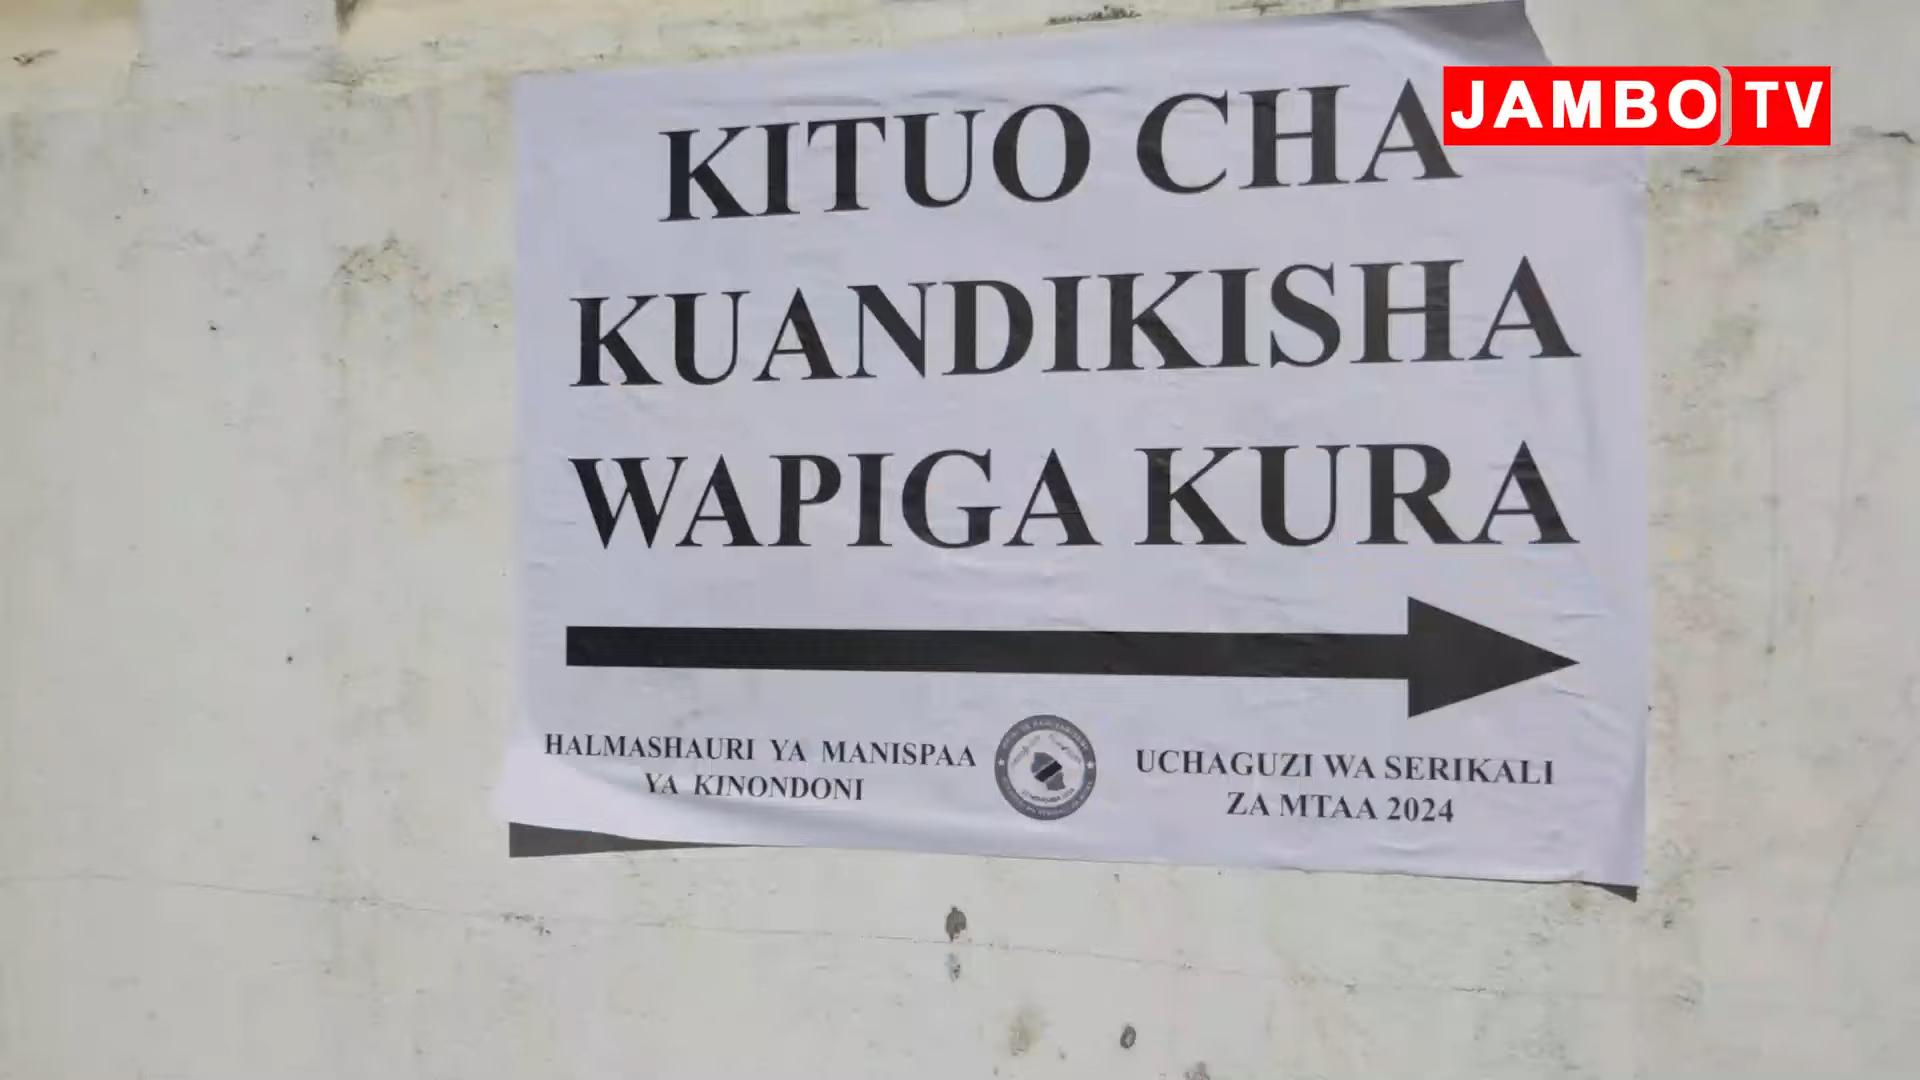 JAMBO TV
KITUO CHA
KUANDIKISHA
WAPIGA KURA
HALMASHAURI YA MANISPAA
YA KINONDONI
UCHAGUZI WA SERIKALI
ZA MTAA 2024